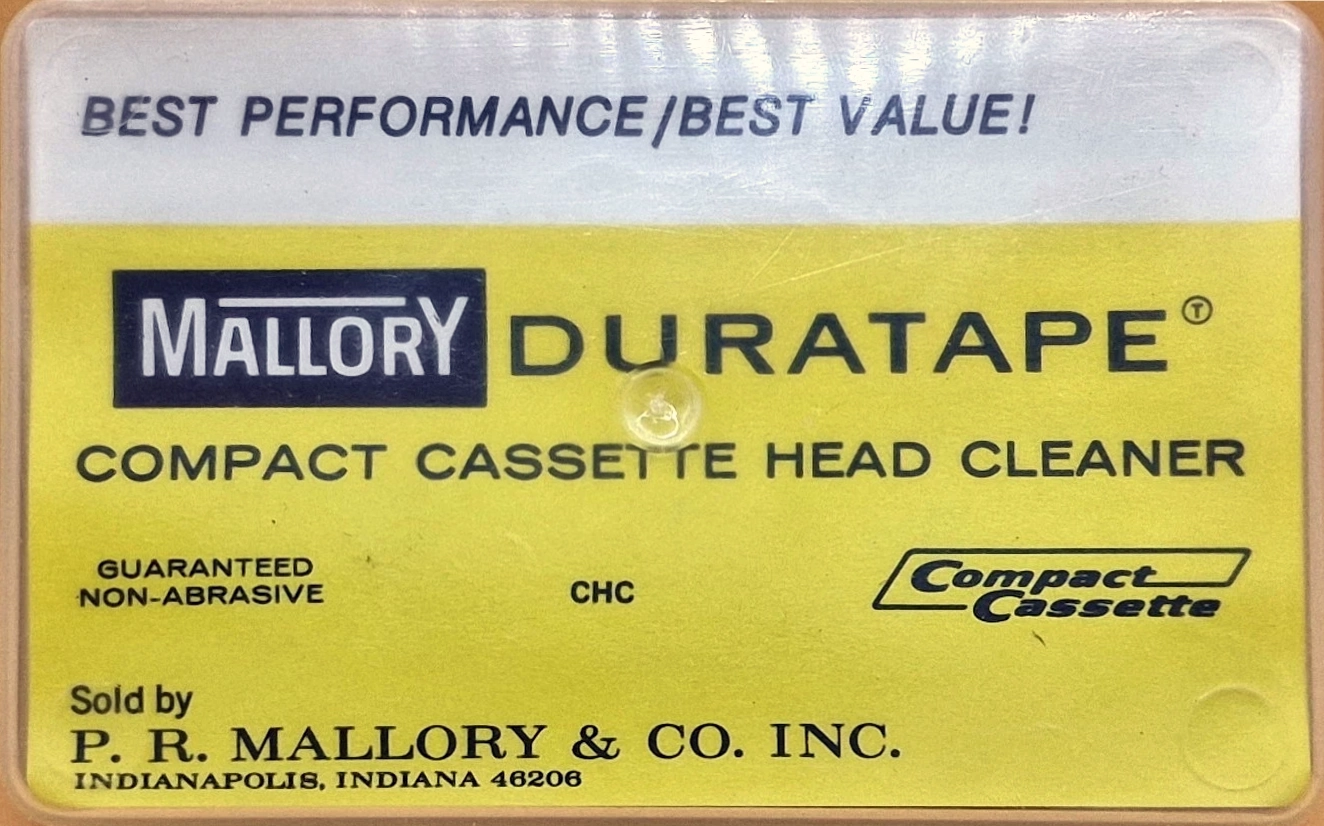 BEST PERFORMANCE/BEST VALUE!
MALLORY DURATAPE Ⓣ
COMPACT CASSETTE HEAD CLEANER
GUARANTEED
NON-ABRASIVE
CHC
Compact
Cassette
Sold by
P. R. MALLORY & CO. INC.
INDIANAPOLIS, INDIANA 46206